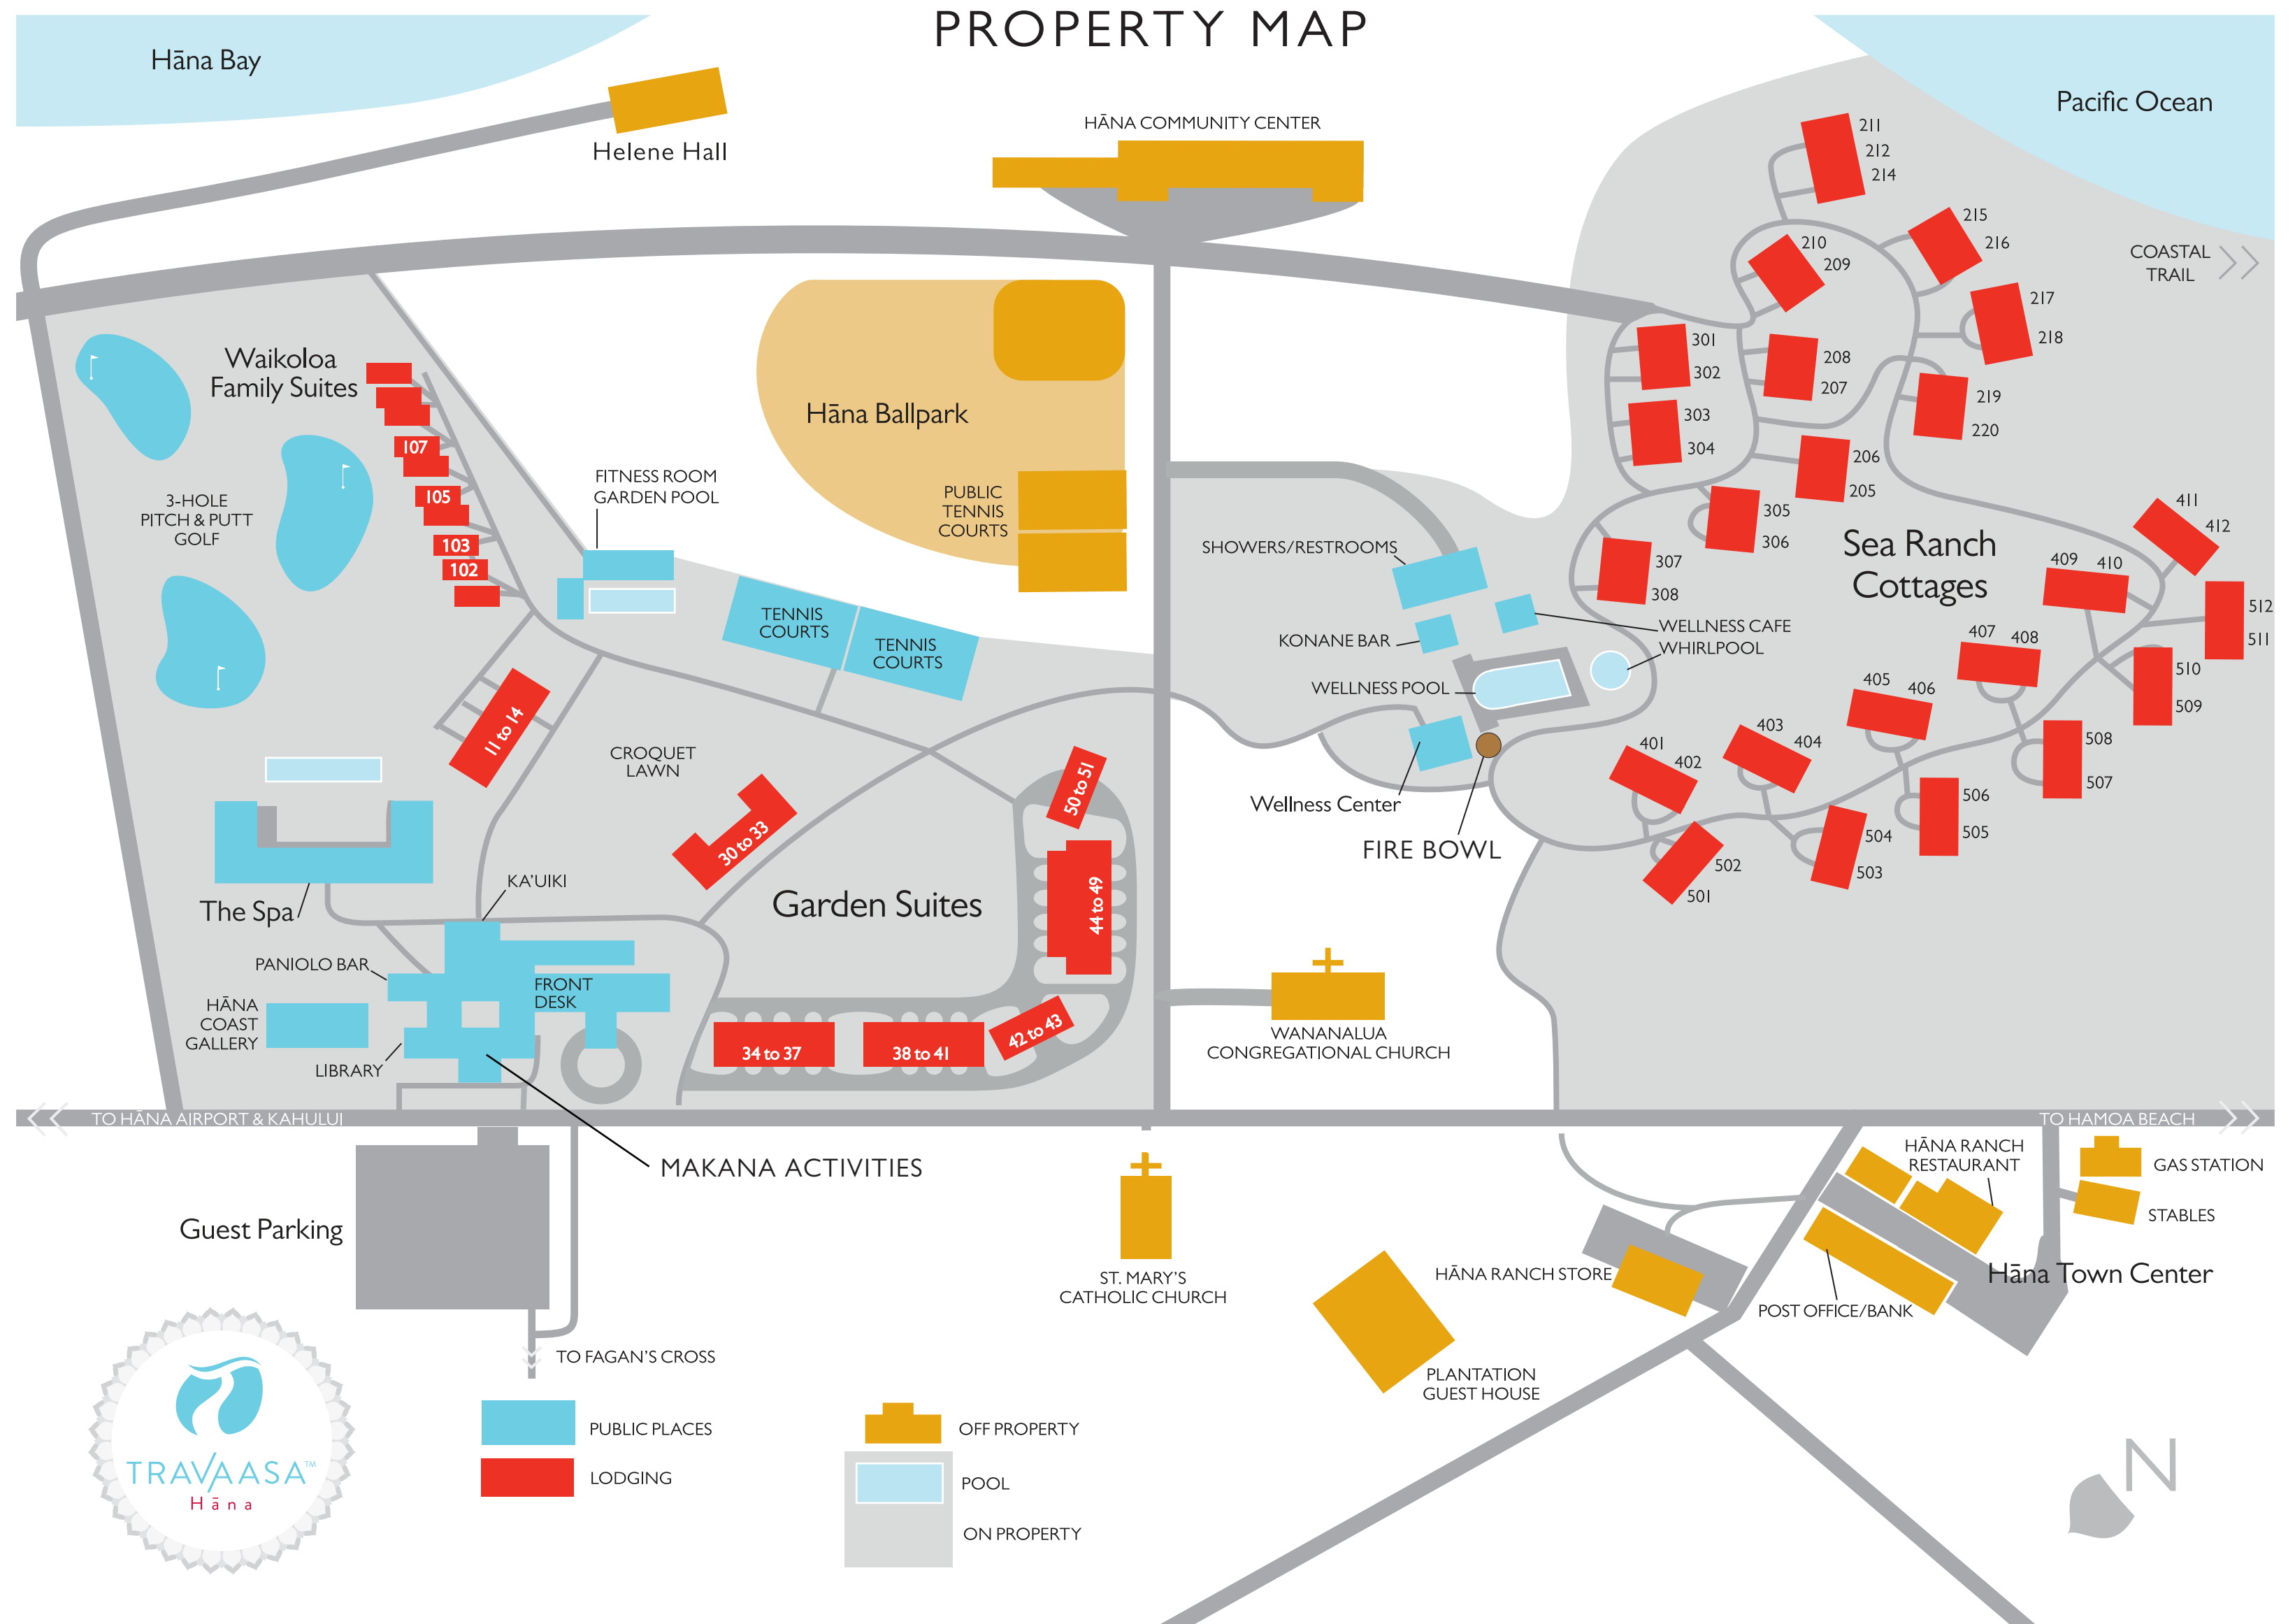 PROPERTY MAP
Hāna Bay
Helene Hall
HĀNA COMMUNITY CENTER
Pacific Ocean
COASTAL
TRAIL
211
212
214
215
216
210
209
217
218
301
302
303
304
208
207
219
220
206
205
305
306
307
308
Waikoloa
Family Suites
107
105
103
102
3-HOLE
PITCH & PUTT
GOLF
Hāna Ballpark
FITNESS ROOM
GARDEN POOL
PUBLIC
TENNIS
COURTS
TENNIS
COURTS
TENNIS
COURTS
SHOWERS/RESTROOMS
KONANE BAR
WELLNESS CAFE
WHIRLPOOL
WELLNESS POOL
Wellness Center
FIRE BOWL
Sea Ranch
Cottages
411
412
409 410
512
511
407 408
510
509
405
406
403
404
401
402
508
507
506
505
504
503
502
501
11 to 14
CROQUET
LAWN
30 to 33
50 to 51
44 to 49
Garden Suites
KA'UIKI
The Spa
PANIOLO BAR
FRONT
DESK
HĀNA
COAST
GALLERY
LIBRARY
34 to 37
38 to 41
42 to 43
WANANALUA
CONGREGATIONAL CHURCH
TO HĀNA AIRPORT & KAHULUI
TO HAMOA BEACH
MAKANA ACTIVITIES
Guest Parking
ST. MARY'S
CATHOLIC CHURCH
HĀNA RANCH
RESTAURANT
GAS STATION
STABLES
Hāna Town Center
HĀNA RANCH STORE
POST OFFICE/BANK
PLANTATION
GUEST HOUSE
TO FAGAN'S CROSS
PUBLIC PLACES
LODGING
OFF PROPERTY
POOL
ON PROPERTY
TRAVAASA™
Hāna
N